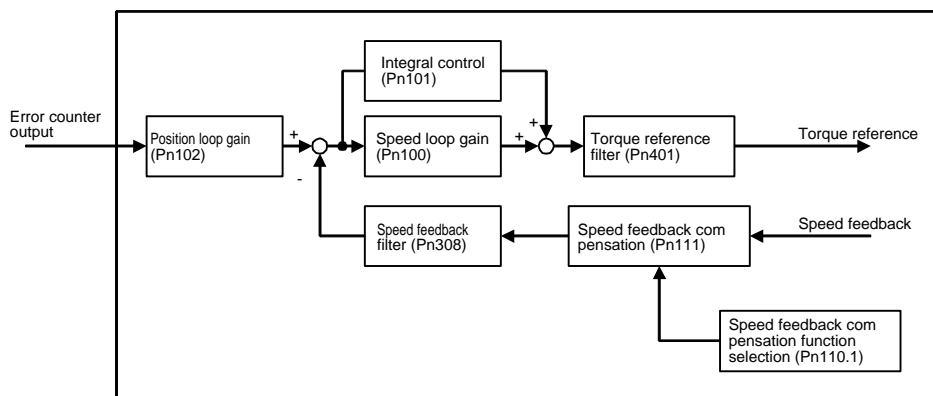 Integral control
(Pn101)
Error counter
output
Position loop gain
(Pn102)
+
-
Speed loop gain
(Pn100)
+
+
Torque reference
filter (Pn401)
Torque reference
Speed feedback
filter (Pn308)
Speed feedback com
pensation (Pn111)
Speed feedback
Speed feedback com
pensation function
selection (Pn110.1)